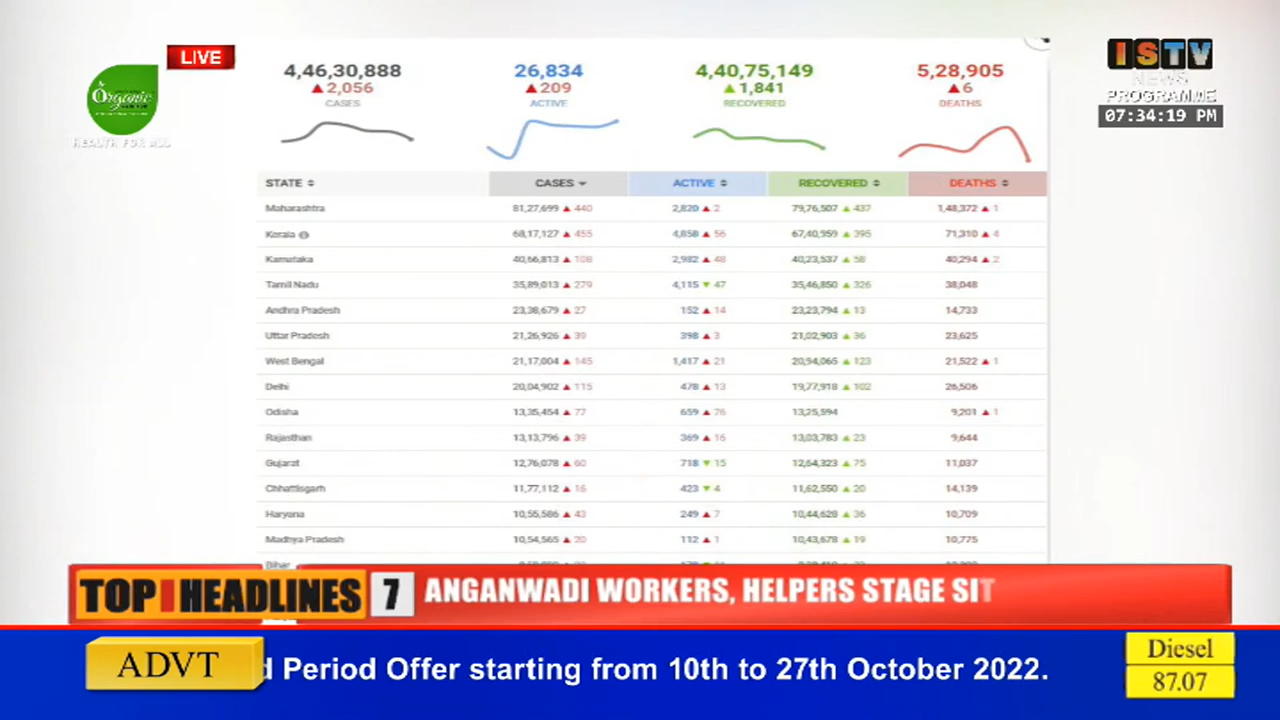 LIVE
Organic
HEALTH FOR ALL
ISTV
NEWS
PROGRAMME
07:34:19 PM
4,46,30,888 26,834 4,40,75,149 5,28,905
▲2,056 ▲209 ▲1,841 ▲6
CASES ACTIVE RECOVERED DEATHS
STATE CASES ACTIVE RECOVERED DEATHS
Maharashtra 81,27,699 ▲ 440 2,820 ▲ 2 79,76,507 ▲ 437 1,48,372 ▲ 1
Kerala 68,17,127 ▲ 455 4,858 ▲ 56 67,40,959 ▲ 395 71,310 ▲ 4
Karnataka 40,66,813 ▲ 108 2,982 ▲ 48 40,23,537 ▲ 58 40,294 ▲ 2
Tamil Nadu 35,89,013 ▲ 279 4,115 ▼ 47 35,46,850 ▲ 326 38,048
Andhra Pradesh 23,38,679 ▲ 27 152 ▲ 14 23,23,794 ▲ 13 14,733
Uttar Pradesh 21,26,926 ▲ 39 398 ▲ 3 21,02,903 ▲ 36 23,625
West Bengal 21,17,004 ▲ 145 1,417 ▲ 21 20,94,065 ▲ 123 21,522 ▲ 1
Delhi 20,04,902 ▲ 115 478 ▲ 13 19,77,918 ▲ 102 26,506
Odisha 13,35,454 ▲ 77 659 ▲ 76 13,25,594 9,201 ▲ 1
Rajasthan 13,13,796 ▲ 39 369 ▲ 16 13,03,783 ▲ 23 9,644
Gujarat 12,76,078 ▲ 60 718 ▼ 15 12,64,323 ▲ 75 11,037
Chhattisgarh 11,77,112 ▲ 16 423 ▼ 4 11,62,550 ▲ 20 14,139
Haryana 10,55,586 ▲ 43 249 ▲ 7 10,44,628 ▲ 36 10,709
Madhya Pradesh 10,54,565 ▲ 20 112 ▲ 1 10,43,678 ▲ 19 10,775
Bihar
TOP HEADLINES 7 ANGANWADI WORKERS, HELPERS STAGE SIT
ADVT d Period Offer starting from 10th to 27th October 2022.
Diesel
87.07